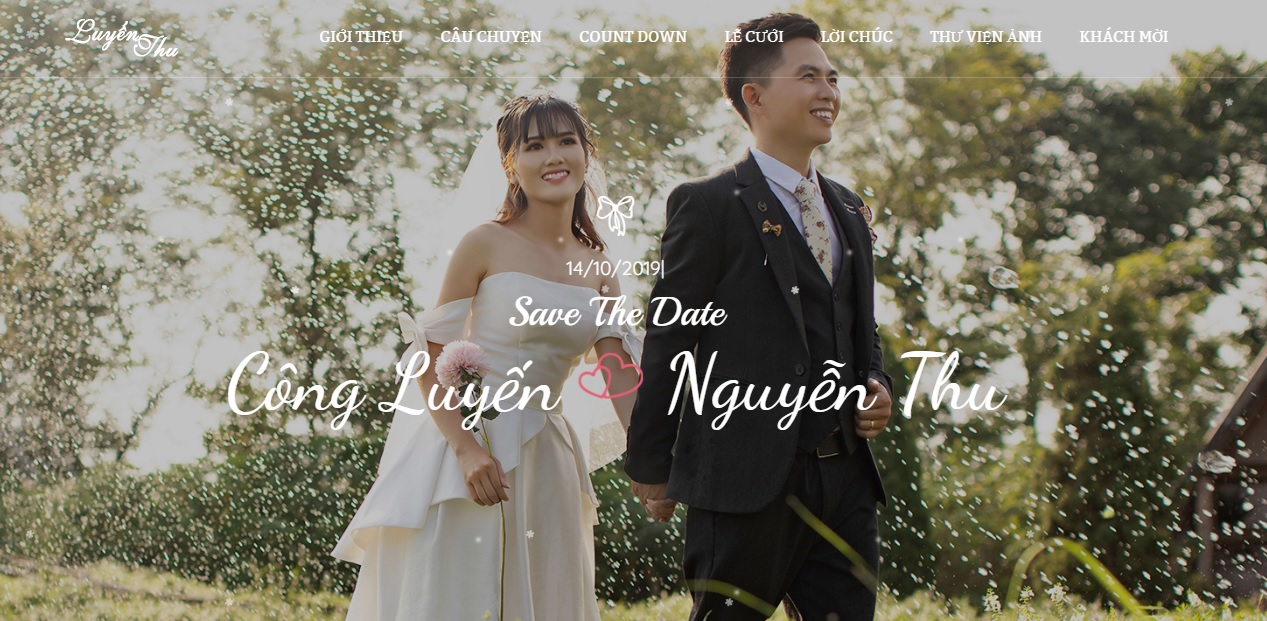 Luyến
Thu
GIỚI THIỆU CÂU CHUYỆN COUNT DOWN LỄ CƯỚI LỜI CHÚC THƯ VIỆN ẢNH KHÁCH MỜI
14/10/2019|
Save The Date
Công Luyến Nguyễn Thu